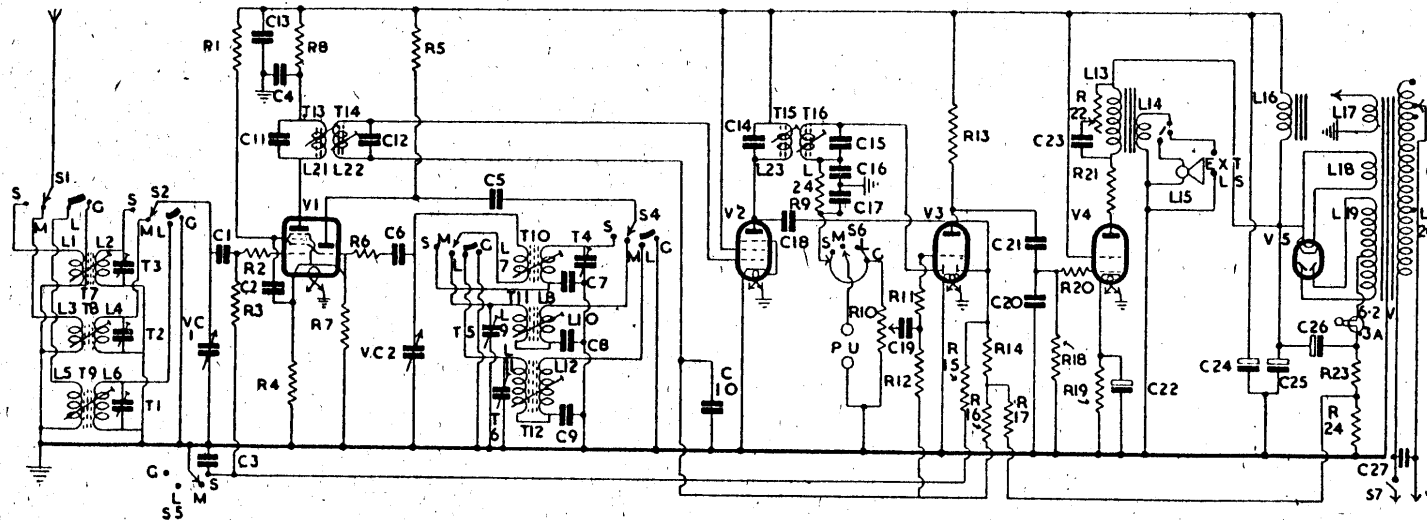 C13
R1
R8
R5
C4
T13 T14
C11
C12
L21 L22
V1
C5
C14
T15 T16
C15
C16
C17
L23
L
24
R9
V2
C18
R13
V3
L13
R
22
C23
L14
R21
EXT
LS
L15
V4
L16
L17
L18
L19
V5
L
S1
S
M
L
G
S2
S
M L
G
L1
L2
T3
T7
L3
T8
L4
T2
L5
T9
L6
T1
VC
1
C1
R2
C2
R3
R4
R6
C6
R7
VC2
S
M
L
G
L
7
T10
T4
S4
S
M
L
G
C7
T11
L8
L
9
T5
L10
C8
L
L12
T
6
T12
C9
C
10
S
M
S6
L
G
R10
P U
R11
C19
R12
R
15
R14
R
16
R
17
C21
C20
R20
R18
R19
C22
C24
C25
C26
6·2 V
·3A
R23
R
24
C27
S7
C3
G
L
M
S
S5